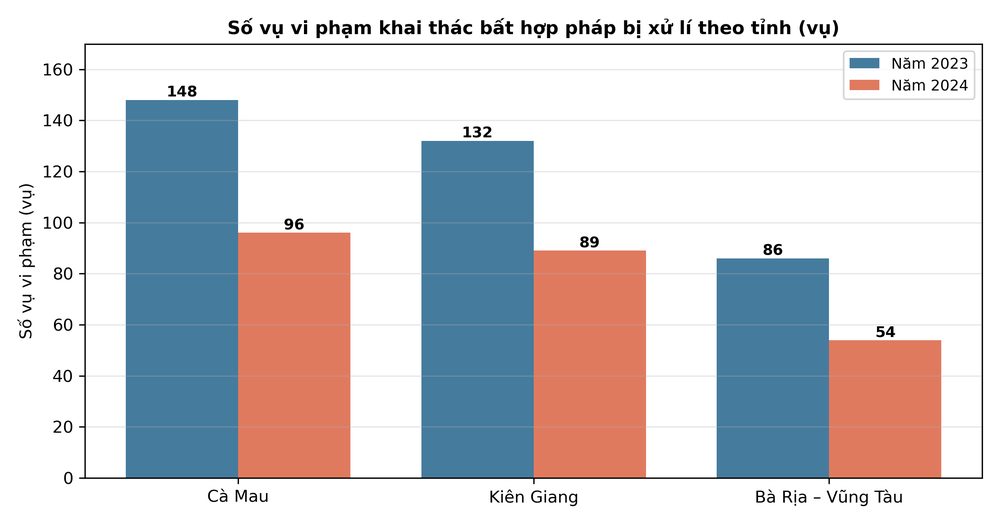 Số vụ vi phạm khai thác bất hợp pháp bị xử lí theo tỉnh (vụ)
Năm 2023
Năm 2024
Số vụ vi phạm (vụ)
160
140
120
100
80
60
40
20
0
148
96
132
89
86
54
Cà Mau
Kiên Giang
Bà Rịa – Vũng Tàu